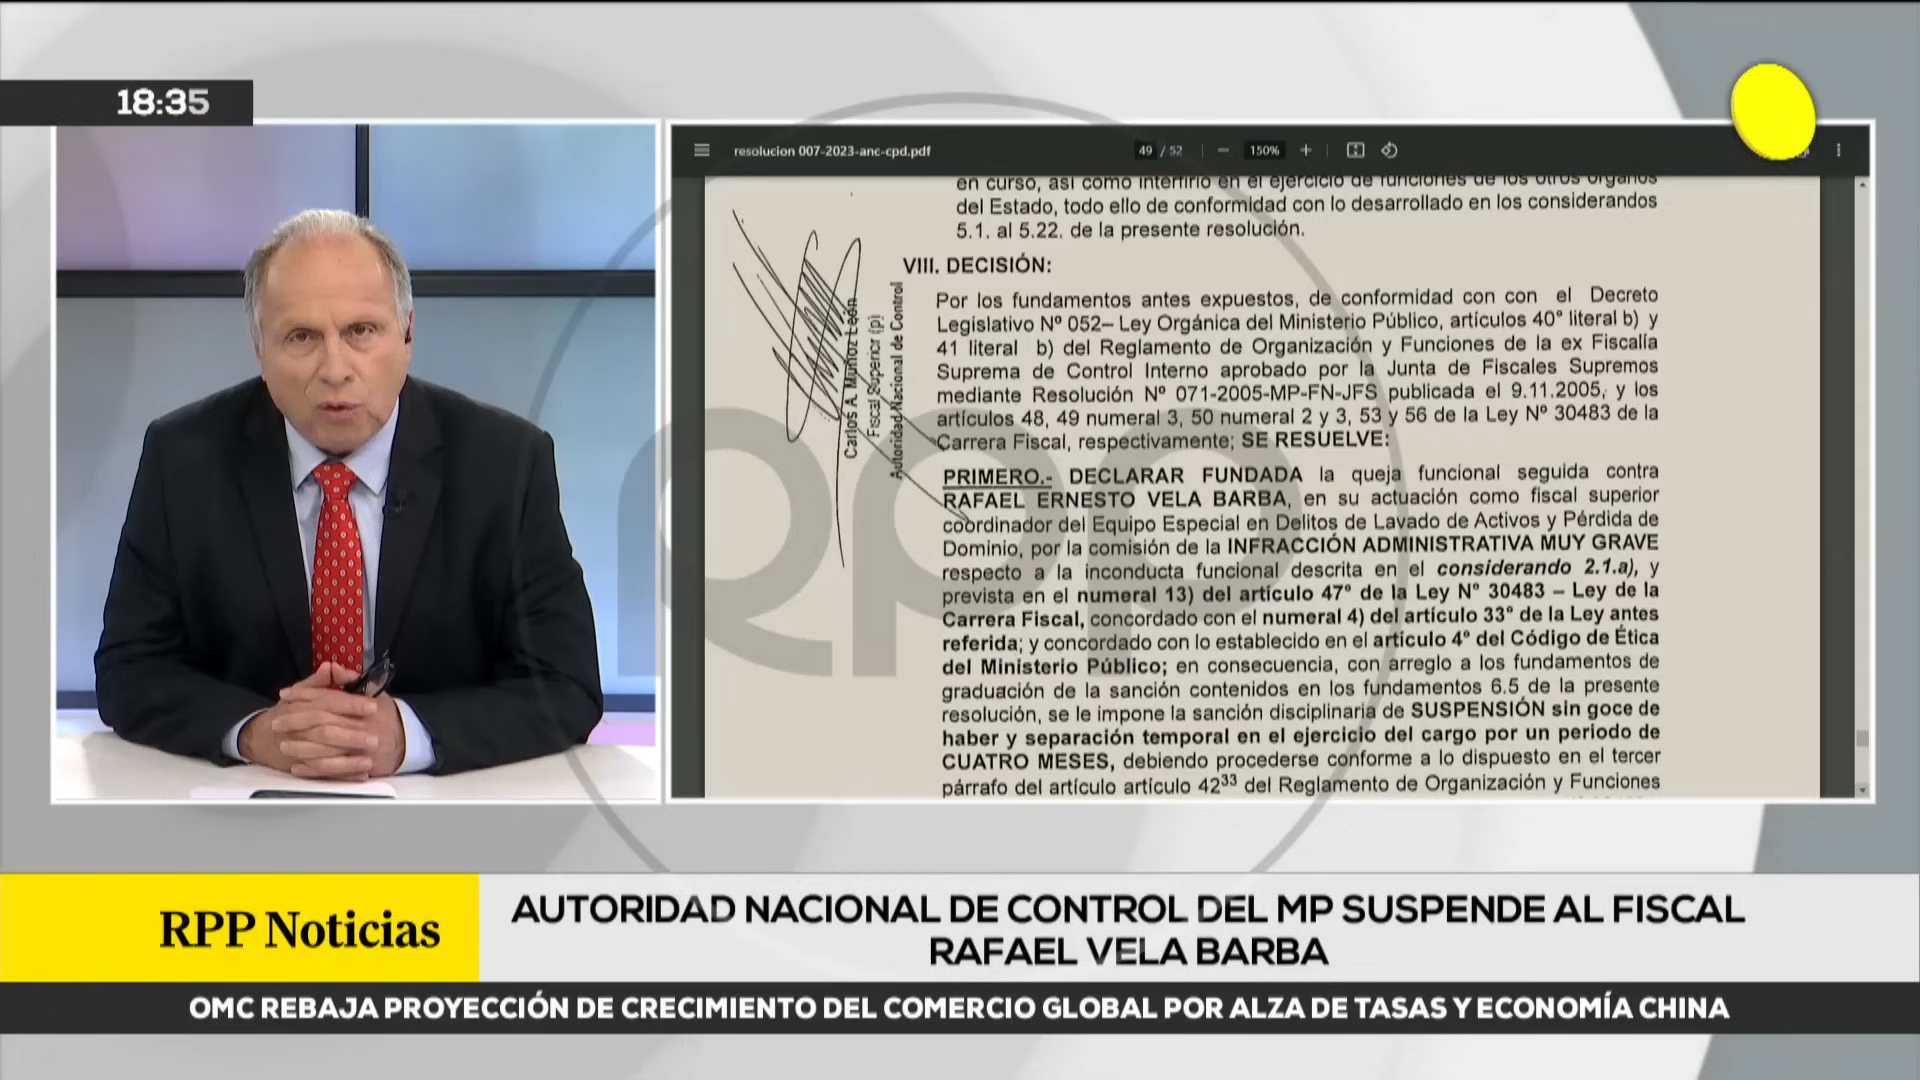 18:35
resolucion 007-2023-anc-cpd.pdf
49 / 52
150%
en curso, así como interfirió en el ejercicio de funciones de los otros órganos
del Estado, todo ello de conformidad con lo desarrollado en los considerandos
5.1. al 5.22. de la presente resolución.
VIII. DECISIÓN:
Por los fundamentos antes expuestos, de conformidad con con el Decreto
Legislativo Nº 052– Ley Orgánica del Ministerio Público, artículos 40° literal b) y
41 literal b) del Reglamento de Organización y Funciones de la ex Fiscalía
Suprema de Control Interno aprobado por la Junta de Fiscales Supremos
mediante Resolución Nº 071-2005-MP-FN-JFS publicada el 9.11.2005, y los
artículos 48, 49 numeral 3, 50 numeral 2 y 3, 53 y 56 de la Ley Nº 30483 de la
Carrera Fiscal, respectivamente; SE RESUELVE:
PRIMERO.- DECLARAR FUNDADA la queja funcional seguida contra
RAFAEL ERNESTO VELA BARBA, en su actuación como fiscal superior
coordinador del Equipo Especial en Delitos de Lavado de Activos y Pérdida de
Dominio, por la comisión de la INFRACCIÓN ADMINISTRATIVA MUY GRAVE
respecto a la inconducta funcional descrita en el considerando 2.1.a), y
prevista en el numeral 13) del artículo 47° de la Ley N° 30483 – Ley de la
Carrera Fiscal, concordado con el numeral 4) del artículo 33° de la Ley antes
referida; y concordado con lo establecido en el artículo 4° del Código de Ética
del Ministerio Público; en consecuencia, con arreglo a los fundamentos de
graduación de la sanción contenidos en los fundamentos 6.5 de la presente
resolución, se le impone la sanción disciplinaria de SUSPENSIÓN sin goce de
haber y separación temporal en el ejercicio del cargo por un periodo de
CUATRO MESES, debiendo procederse conforme a lo dispuesto en el tercer
párrafo del artículo artículo 42³³ del Reglamento de Organización y Funciones
Carlos A. Muñoz León
Fiscal Superior (p)
Autoridad Nacional de Control
rpp
RPP Noticias
AUTORIDAD NACIONAL DE CONTROL DEL MP SUSPENDE AL FISCAL
RAFAEL VELA BARBA
OMC REBAJA PROYECCIÓN DE CRECIMIENTO DEL COMERCIO GLOBAL POR ALZA DE TASAS Y ECONOMÍA CHINA